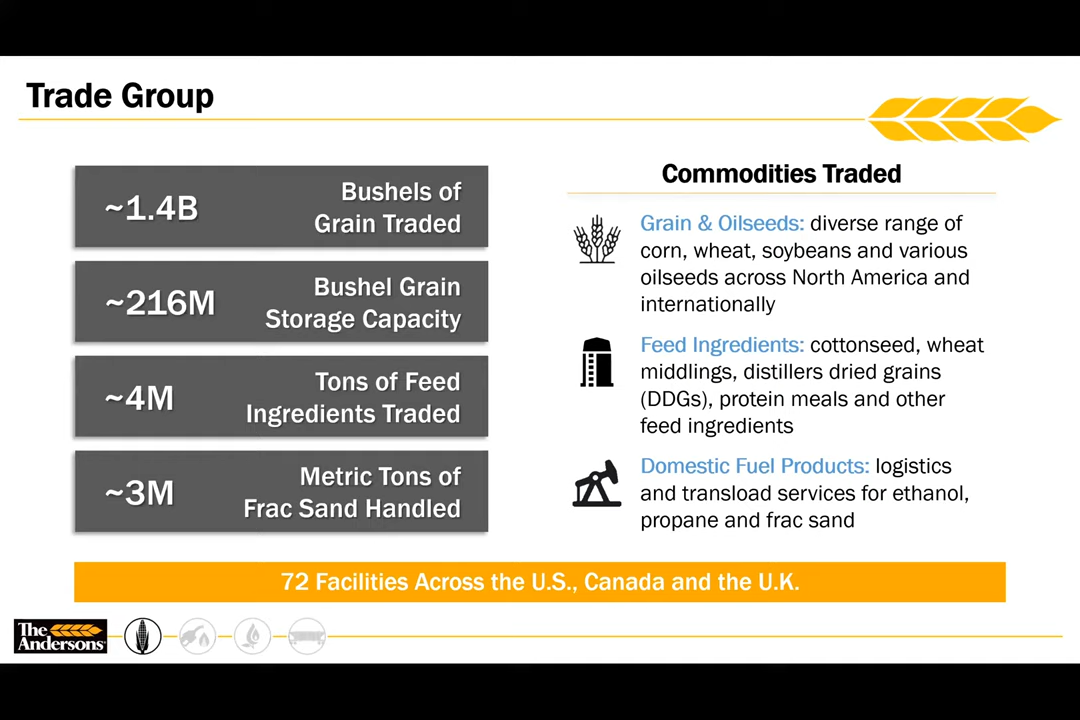 Trade Group
~1.4B
Bushels of
Grain Traded
~216M
Bushel Grain
Storage Capacity
~4M
Tons of Feed
Ingredients Traded
~3M
Metric Tons of
Frac Sand Handled
Commodities Traded
Grain & Oilseeds: diverse range of
corn, wheat, soybeans and various
oilseeds across North America and
internationally
Feed Ingredients: cottonseed, wheat
middlings, distillers dried grains
(DDGs), protein meals and other
feed ingredients
Domestic Fuel Products: logistics
and transload services for ethanol,
propane and frac sand
72 Facilities Across the U.S., Canada and the U.K.
The
Andersons